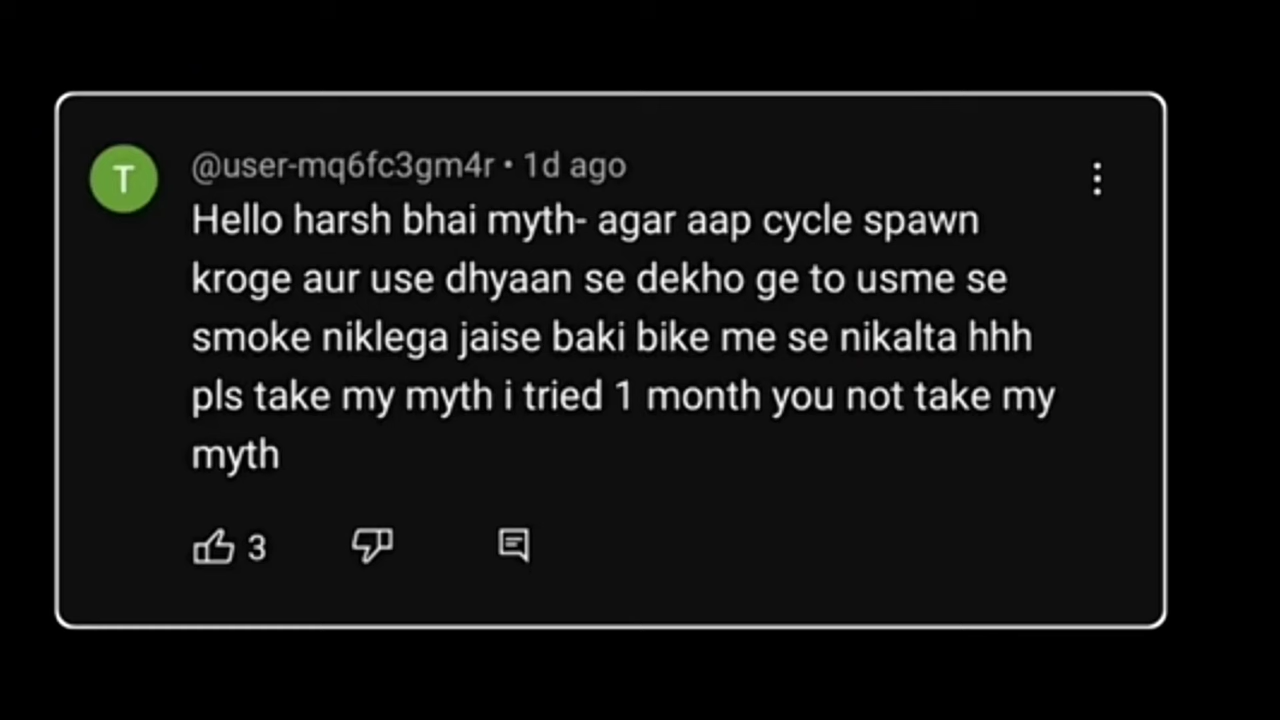 T
@user-mq6fc3gm4r • 1d ago
Hello harsh bhai myth- agar aap cycle spawn
kroge aur use dhyaan se dekho ge to usme se
smoke niklega jaise baki bike me se nikalta hhh
pls take my myth i tried 1 month you not take my
myth
3